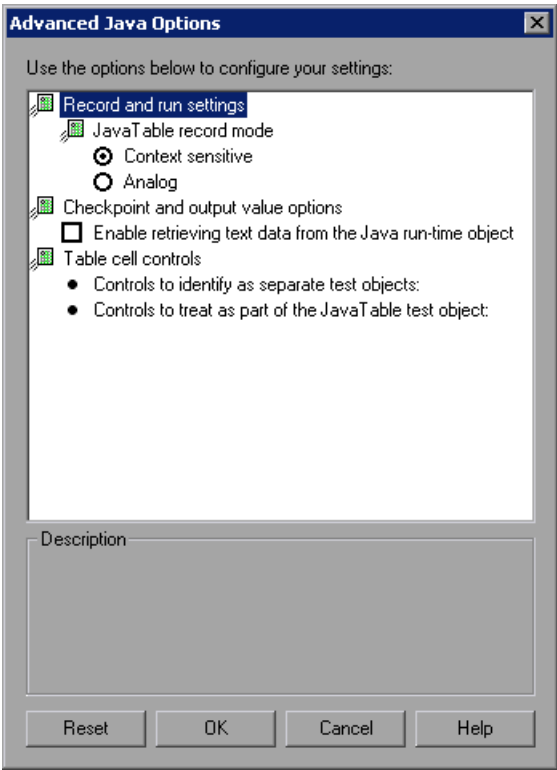 Advanced Java Options
Use the options below to configure your settings:
Record and run settings
JavaTable record mode
Context sensitive
Analog
Checkpoint and output value options
Enable retrieving text data from the Java run-time object
Table cell controls
Controls to identify as separate test objects:
Controls to treat as part of the JavaTable test object:
Description
Reset OK Cancel Help